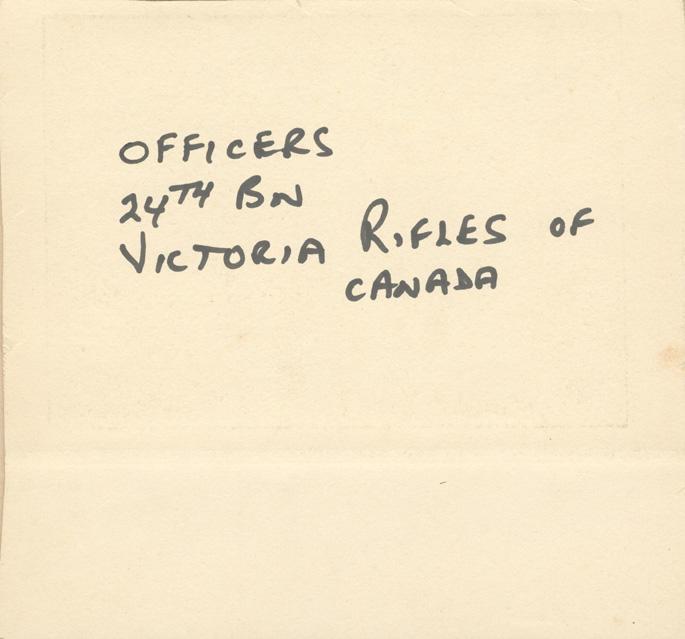 OFFICERS
24TH BN
VICTORIA RIFLES OF
CANADA